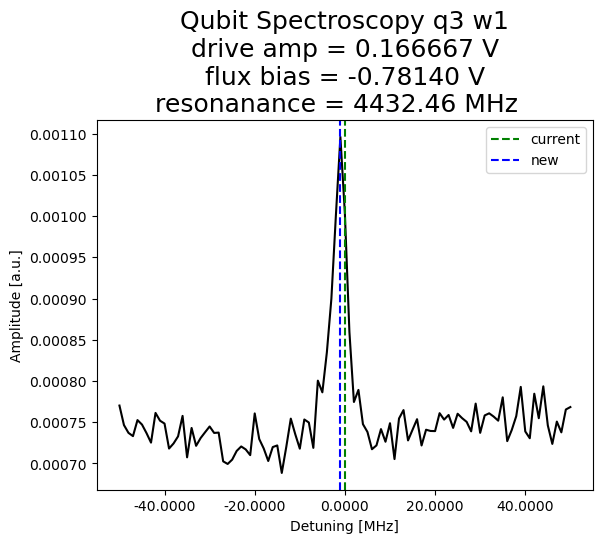 Qubit Spectroscopy q3 w1
drive amp = 0.166667 V
flux bias = -0.78140 V
resonanance = 4432.46 MHz
current
new
0.00110
0.00105
0.00100
0.00095
0.00090
0.00085
0.00080
0.00075
0.00070
Amplitude [a.u.]
-40.0000 -20.0000 0.0000 20.0000 40.0000
Detuning [MHz]